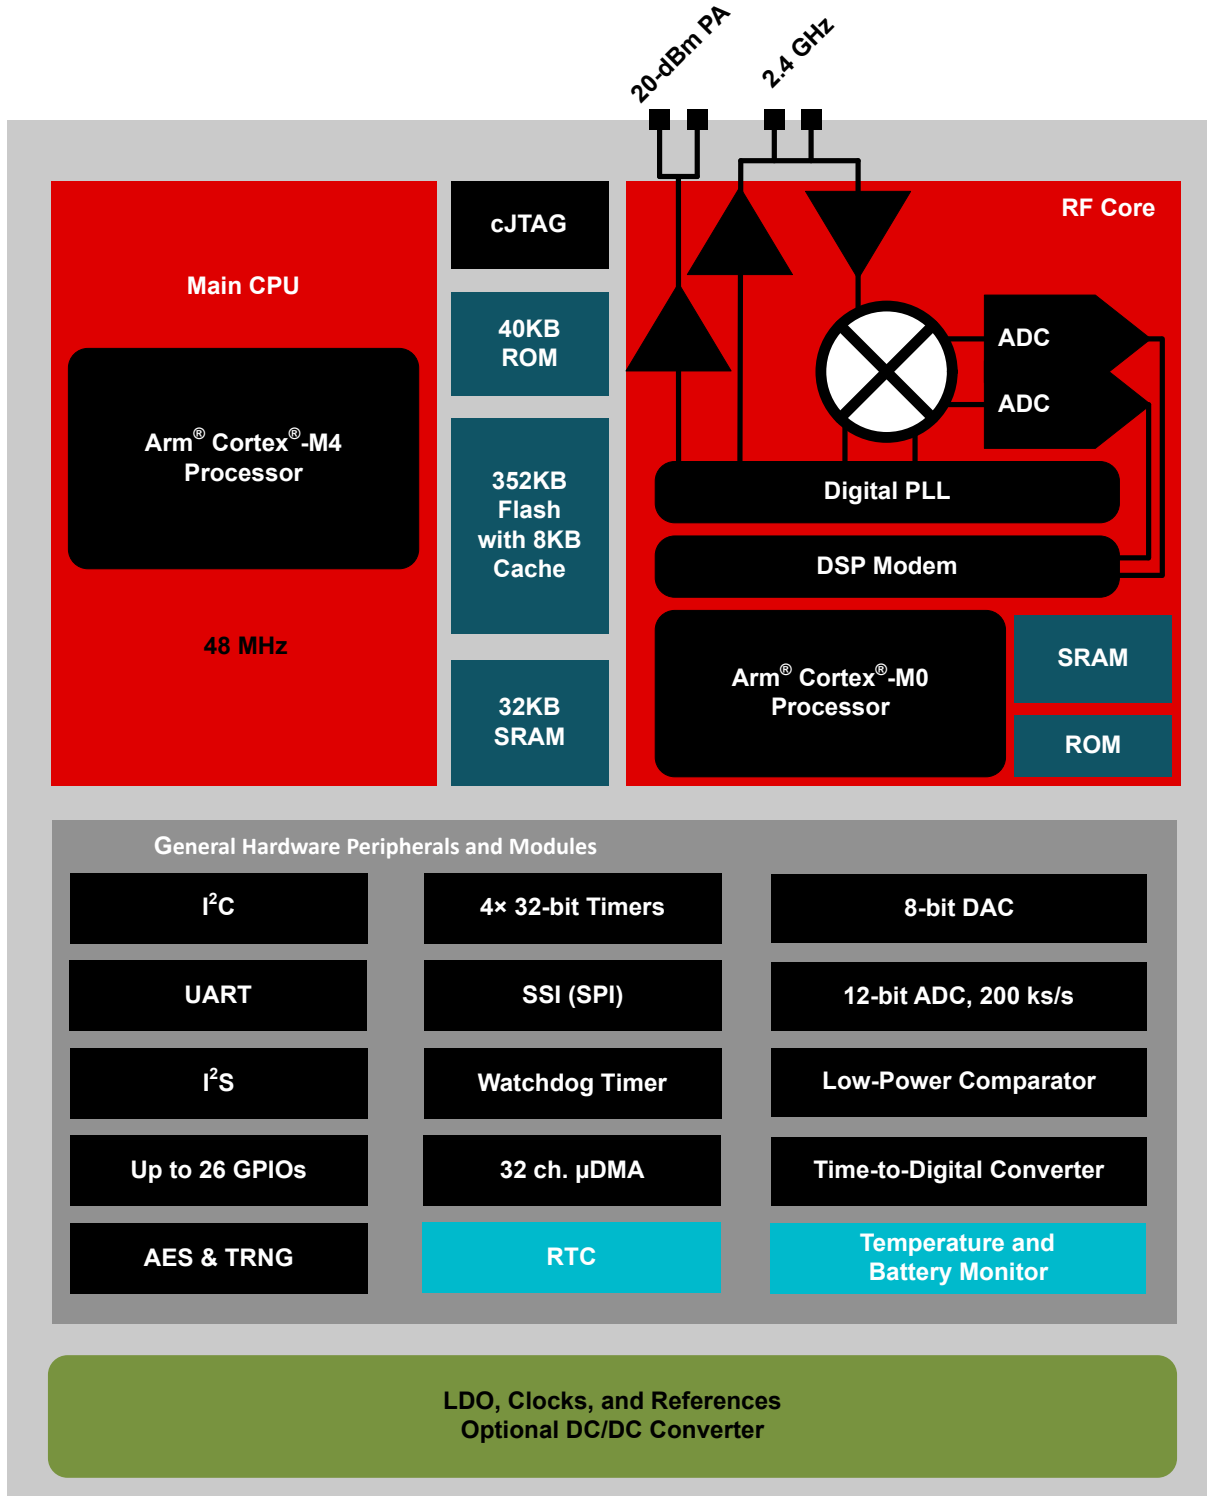 20-dBm PA
2.4 GHz
Main CPU
Arm® Cortex®-M4
Processor
48 MHz
cJTAG
40KB
ROM
352KB
Flash
with 8KB
Cache
32KB
SRAM
RF Core
ADC
ADC
Digital PLL
DSP Modem
Arm® Cortex®-M0
Processor
SRAM
ROM
General Hardware Peripherals and Modules
I²C
4× 32-bit Timers
8-bit DAC
UART
SSI (SPI)
12-bit ADC, 200 ks/s
I²S
Watchdog Timer
Low-Power Comparator
Up to 26 GPIOs
32 ch. µDMA
Time-to-Digital Converter
AES & TRNG
RTC
Temperature and
Battery Monitor
LDO, Clocks, and References
Optional DC/DC Converter